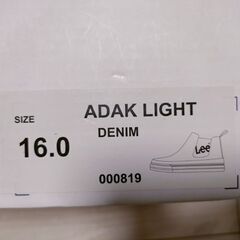 SIZE
16.0
ADAK LIGHT
DENIM
Lee
000819